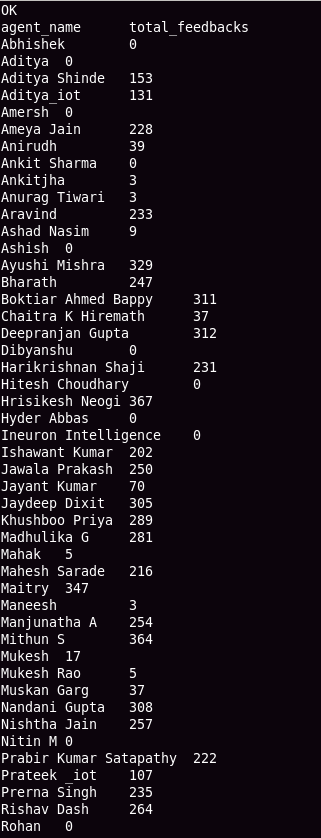 OK
agent_name total_feedbacks
Abhishek 0
Aditya 0
Aditya Shinde 153
Aditya_iot 131
Amersh 0
Ameya Jain 228
Anirudh 39
Ankit Sharma 0
Ankitjha 3
Anurag Tiwari 3
Aravind 233
Ashad Nasim 9
Ashish 0
Ayushi Mishra 329
Bharath 247
Boktiar Ahmed Bappy 311
Chaitra K Hiremath 37
Deepranjan Gupta 312
Dibyanshu 0
Harikrishnan Shaji 231
Hitesh Choudhary 0
Hrisikesh Neogi 367
Hyder Abbas 0
Ineuron Intelligence 0
Ishawant Kumar 202
Jawala Prakash 250
Jayant Kumar 70
Jaydeep Dixit 305
Khushboo Priya 289
Madhulika G 281
Mahak 5
Mahesh Sarade 216
Maitry 347
Maneesh 3
Manjunatha A 254
Mithun S 364
Mukesh 17
Mukesh Rao 5
Muskan Garg 37
Nandani Gupta 308
Nishtha Jain 257
Nitin M 0
Prabir Kumar Satapathy 222
Prateek _iot 107
Prerna Singh 235
Rishav Dash 264
Rohan 0